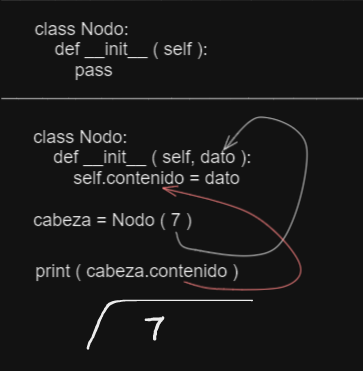 class Nodo:
def __init__ ( self ):
pass
class Nodo:
def __init__ ( self, dato ):
self.contenido = dato
cabeza = Nodo ( 7 )
print ( cabeza.contenido )
7